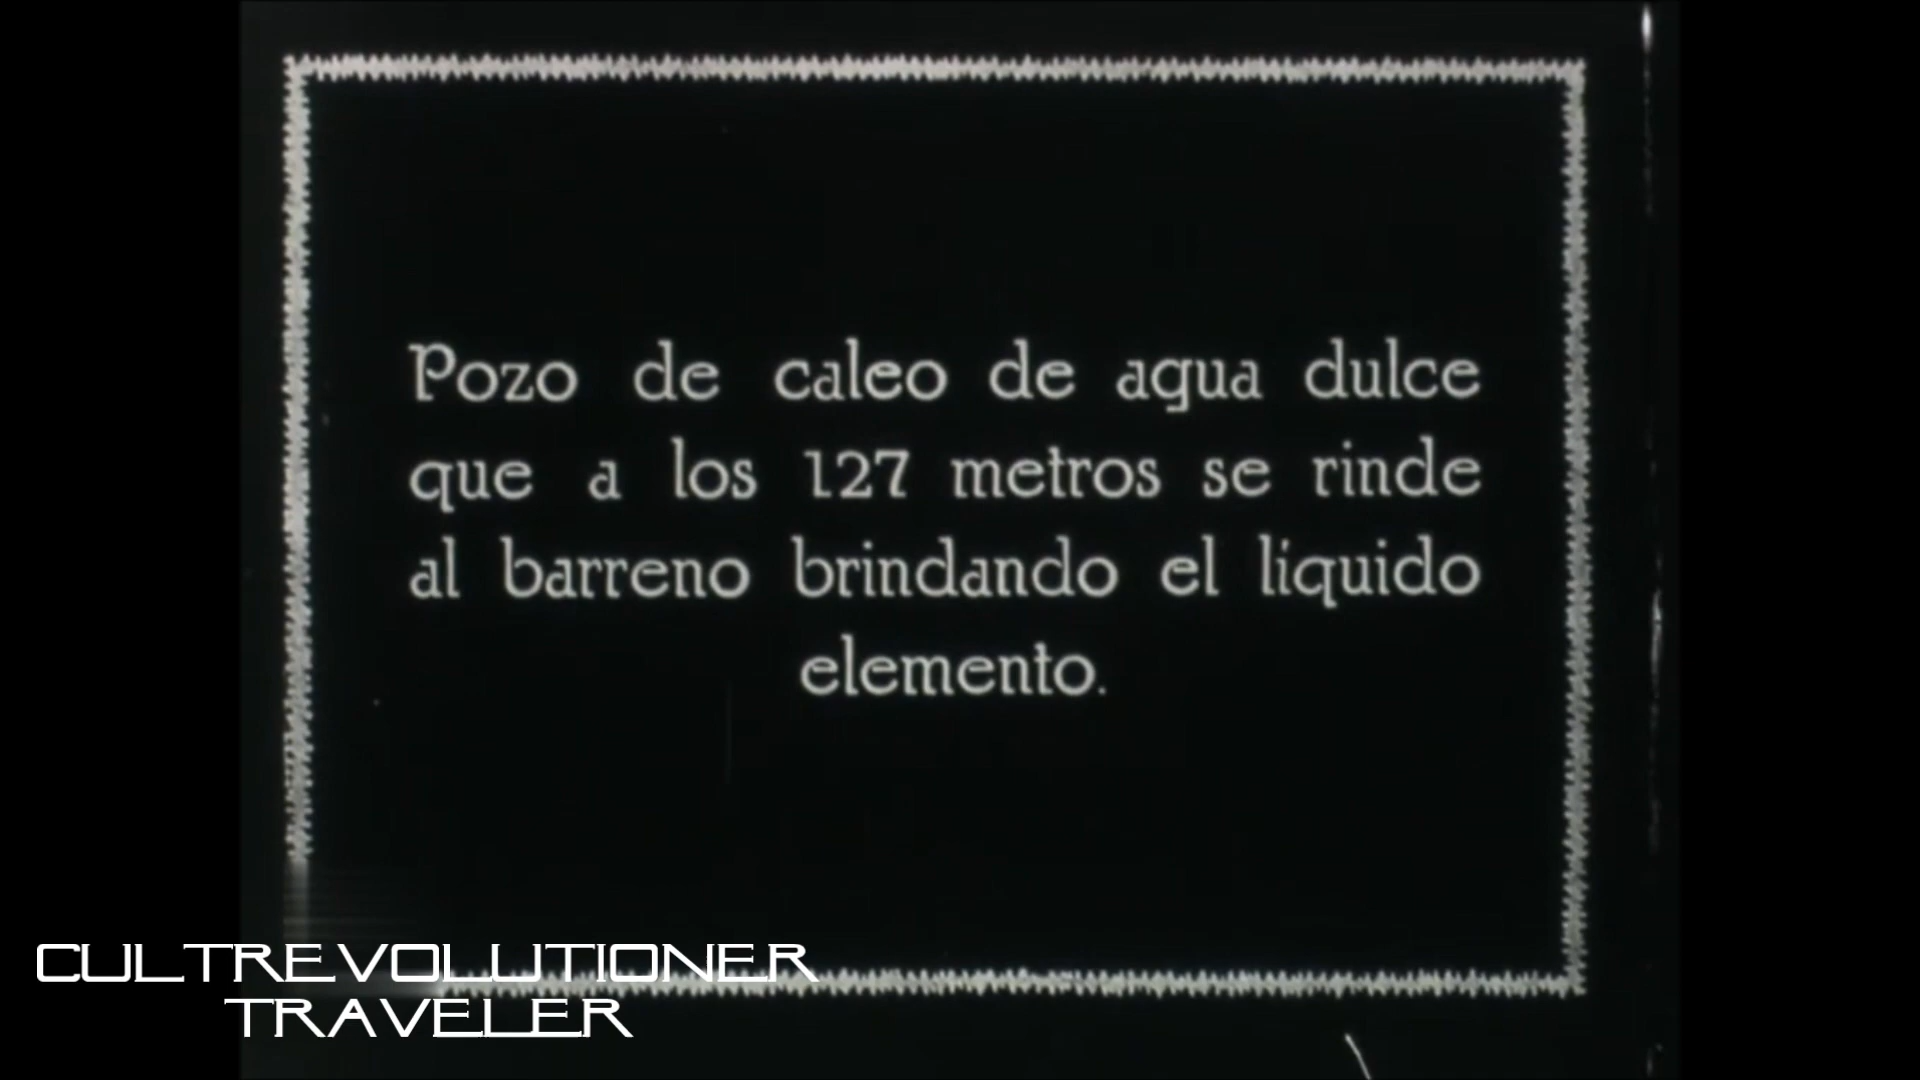 Pozo de caleo de agua dulce
que a los 127 metros se rinde
al barreno brindando el líquido
elemento.
CULTREVOLUTIONER
TRAVELER